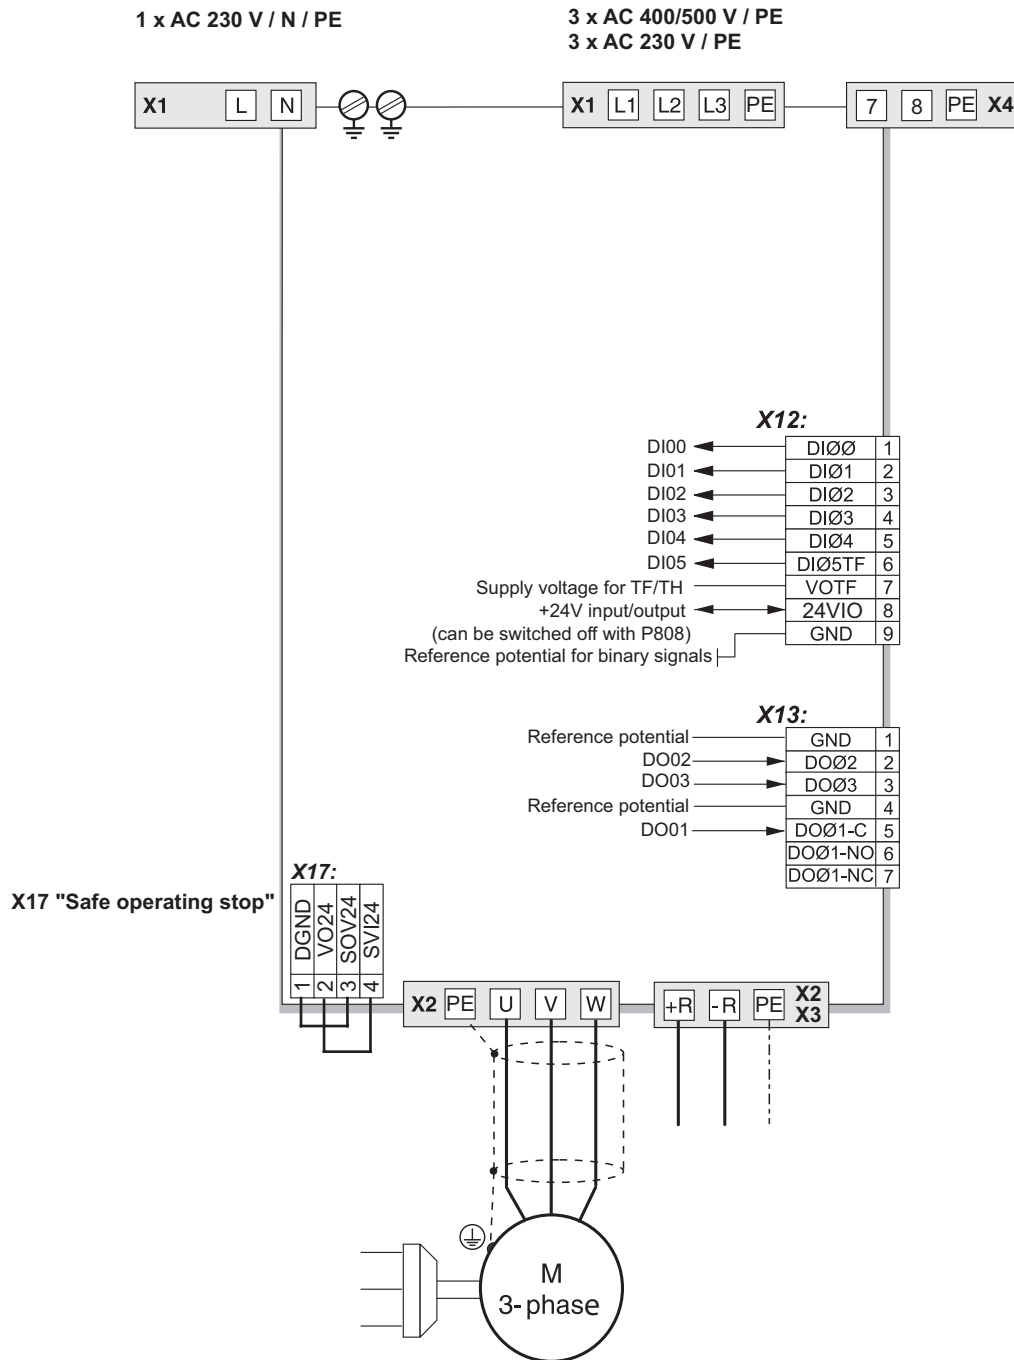 1 x AC 230 V / N / PE
3 x AC 400/500 V / PE
3 x AC 230 V / PE
X1 L N
X1 L1 L2 L3 PE
7 8 PE X4
X12:
DI00 DIØØ 1
DI01 DIØ1 2
DI02 DIØ2 3
DI03 DIØ3 4
DI04 DIØ4 5
DI05 DIØ5TF 6
Supply voltage for TF/TH VOTF 7
+24V input/output 24VIO 8
(can be switched off with P808) GND 9
Reference potential for binary signals
X13:
Reference potential GND 1
DO02 DOØ2 2
DO03 DOØ3 3
Reference potential GND 4
DO01 DOØ1-C 5
DOØ1-NO 6
DOØ1-NC 7
X17:
X17 "Safe operating stop"
DGND 1
VO24 2
SOV24 3
SVI24 4
X2 PE U V W
+R -R PE X2
X3
M
3-phase